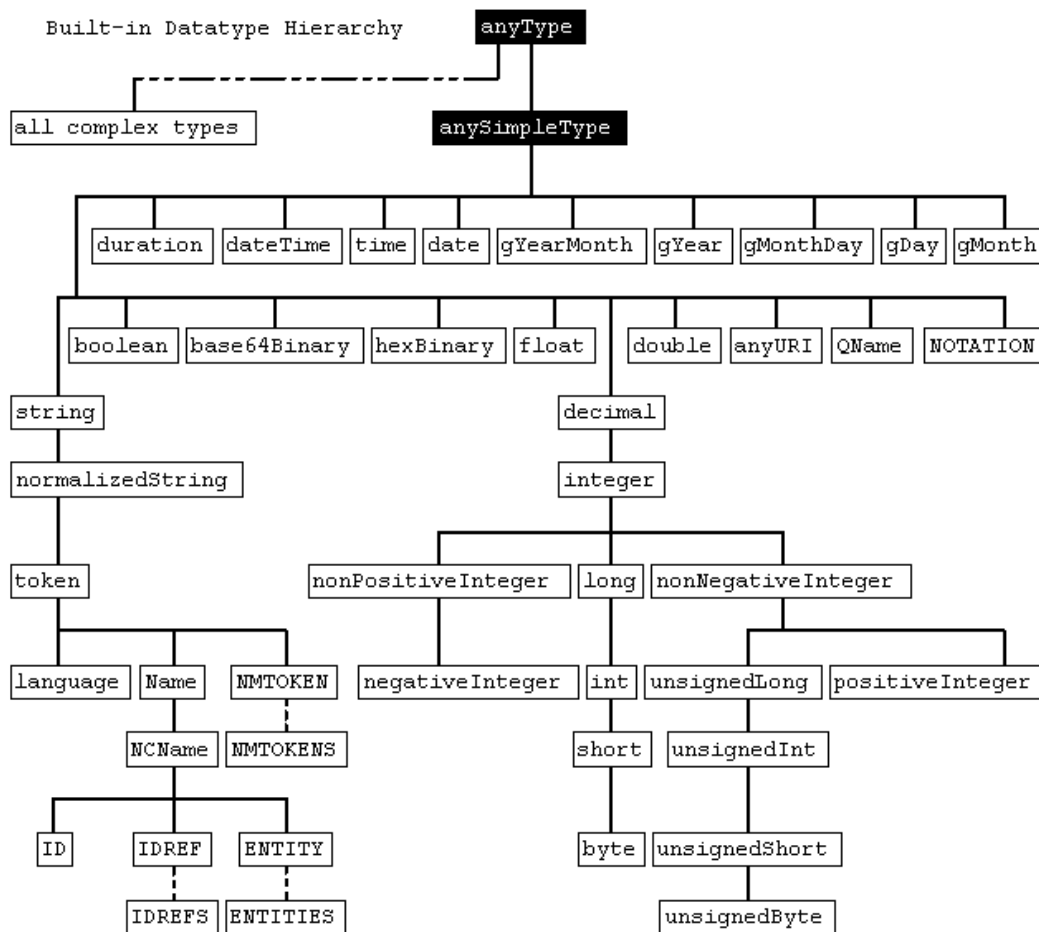 Built-in Datatype Hierarchy
anyType
all complex types
anySimpleType
duration dateTime time date gYearMonth gYear gMonthDay gDay gMonth
boolean base64Binary hexBinary float double anyURI QName NOTATION
string decimal
normalizedString integer
token nonPositiveInteger long nonNegativeInteger
language Name NMTOKEN negativeInteger int unsignedLong positiveInteger
NCName NMTOKENS short unsignedInt
ID IDREF ENTITY byte unsignedShort
IDREFS ENTITIES unsignedByte